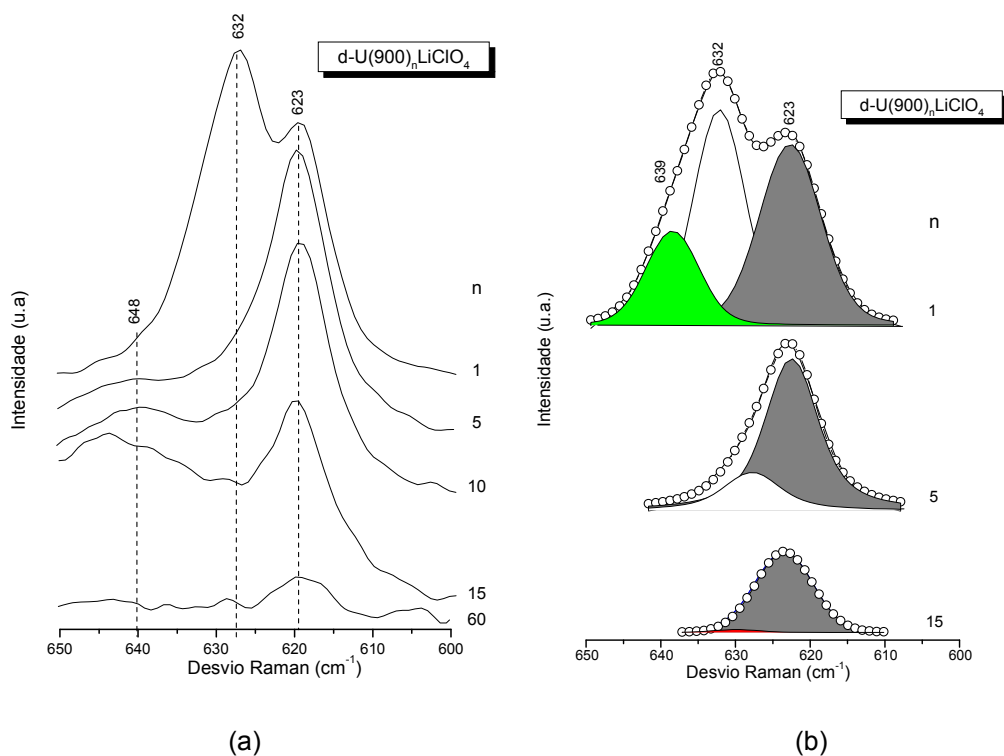 632
d-U(900)nLiClO4
623
648
n
1
5
10
15
60
Intensidade (u.a)
650 640 630 620 610 600
Desvio Raman (cm-1)
(a)
632
d-U(900)nLiClO4
623
639
n
1
5
15
Intensidade (u.a.)
650 640 630 620 610 600
Desvio Raman (cm-1)
(b)